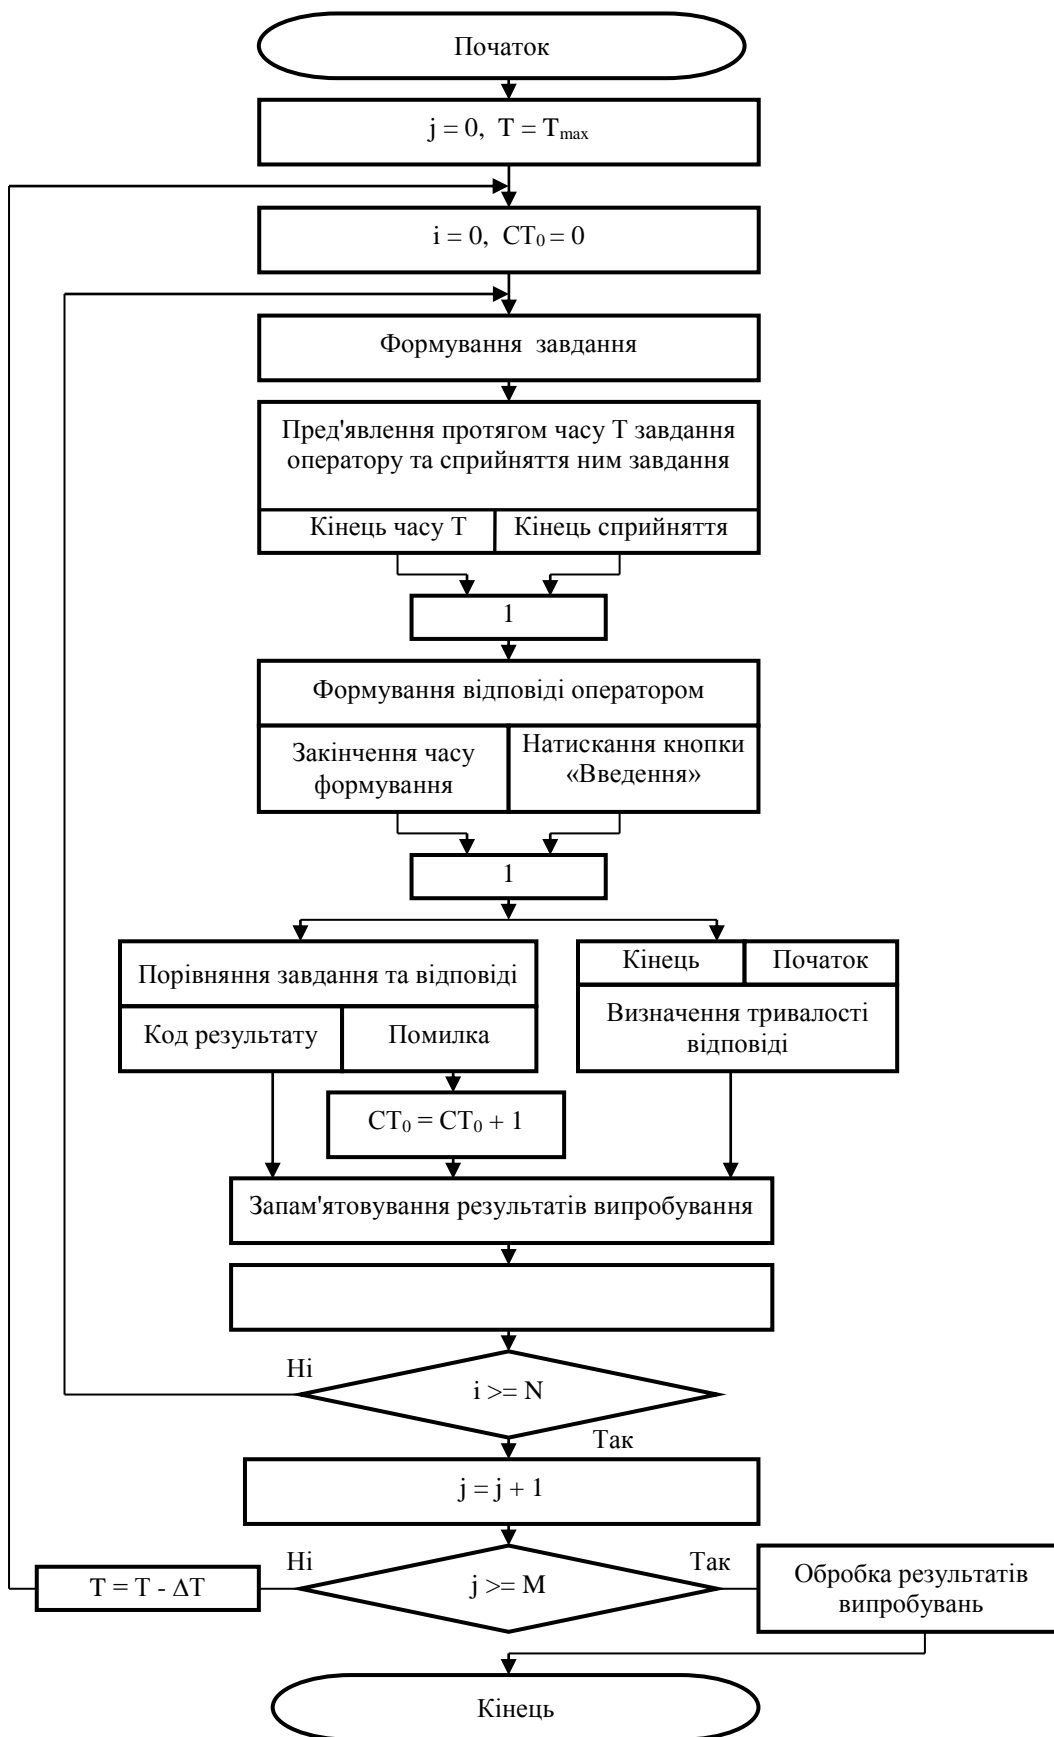 Початок
j = 0, T = Tmax
i = 0, CT0 = 0
Формування завдання
Пред'явлення протягом часу T завдання
оператору та сприйняття ним завдання
Кінець часу T
Кінець сприйняття
1
Формування відповіді оператором
Закінчення часу
формування
Натискання кнопки
«Введення»
1
Порівняння завдання та відповіді
Код результату
Помилка
Кінець
Початок
Визначення тривалості
відповіді
CT0 = CT0 + 1
Запам'ятовування результатів випробування
Ні
i >= N
Так
j = j + 1
T = T - ΔT
Ні
j >= M
Так
Обробка результатів
випробувань
Кінець